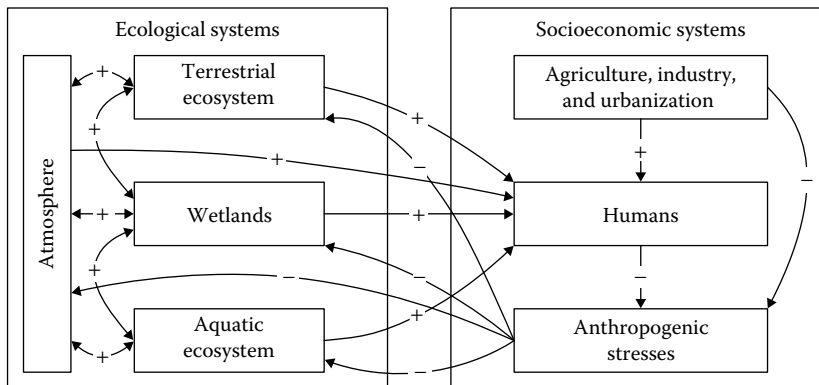 Ecological systems
Socioeconomic systems
Atmosphere
Terrestrial
ecosystem
Wetlands
Aquatic
ecosystem
Agriculture, industry,
and urbanization
Humans
Anthropogenic
stresses
+
+
+
+
+
+
+
+
+
+
−
−
−
−
−
−